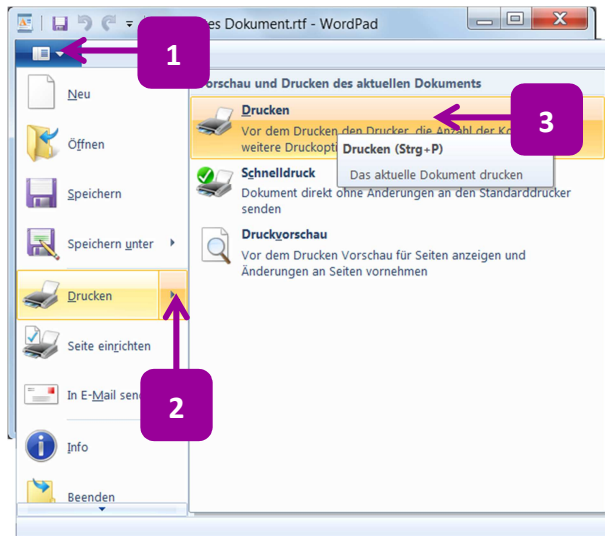 es Dokument.rtf - WordPad
1
Vorschau und Drucken des aktuellen Dokuments
Neu
Öffnen
Speichern
Speichern unter
Drucken
Seite einrichten
In E-Mail sen
Info
Beenden
2
Drucken
3
Vor dem Drucken den Drucker, die Anzahl der Ko
weitere Druckopti
Drucken (Strg+P)
Das aktuelle Dokument drucken
Schnelldruck
Dokument direkt ohne Änderungen an den Standarddrucker
senden
Druckvorschau
Vor dem Drucken Vorschau für Seiten anzeigen und
Änderungen an Seiten vornehmen